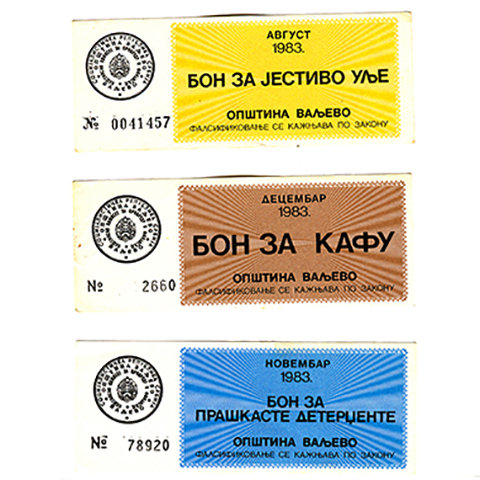 АВГУСТ
1983.
БОН ЗА ЈЕСТИВО УЉЕ
ОПШТИНА ВАЉЕВО
ФАЛСИФИКОВАЊЕ СЕ КАЖЊАВА ПО ЗАКОНУ
№ 0041457
ДЕЦЕМБАР
1983.
БОН ЗА КАФУ
ОПШТИНА ВАЉЕВО
ФАЛСИФИКОВАЊЕ СЕ КАЖЊАВА ПО ЗАКОНУ
№ 2660
НОВЕМБАР
1983.
БОН ЗА
ПРАШКАСТЕ ДЕТЕРЏЕНТЕ
ОПШТИНА ВАЉЕВО
ФАЛСИФИКОВАЊЕ СЕ КАЖЊАВА ПО ЗАКОНУ
№ 78920